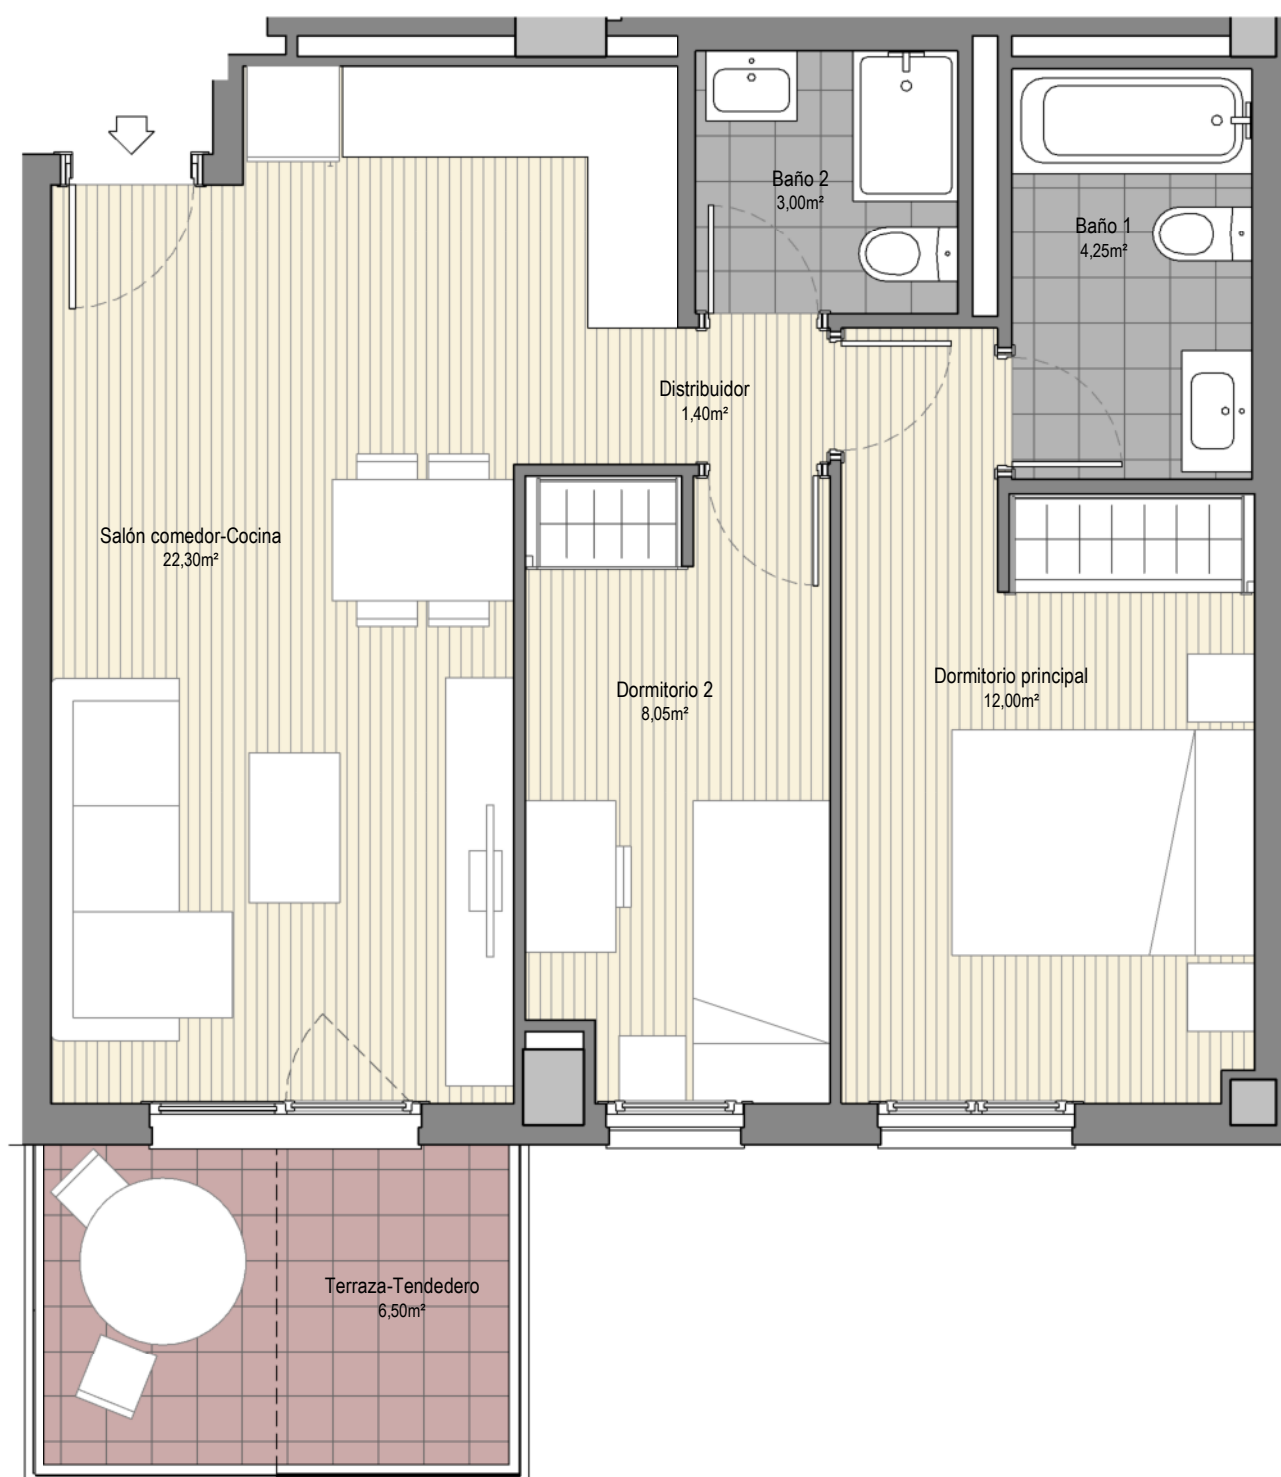 Baño 2
3,00m²
Baño 1
4,25m²
Distribuidor
1,40m²
Salón comedor-Cocina
22,30m²
Dormitorio 2
8,05m²
Dormitorio principal
12,00m²
Terraza-Tendedero
6,50m²